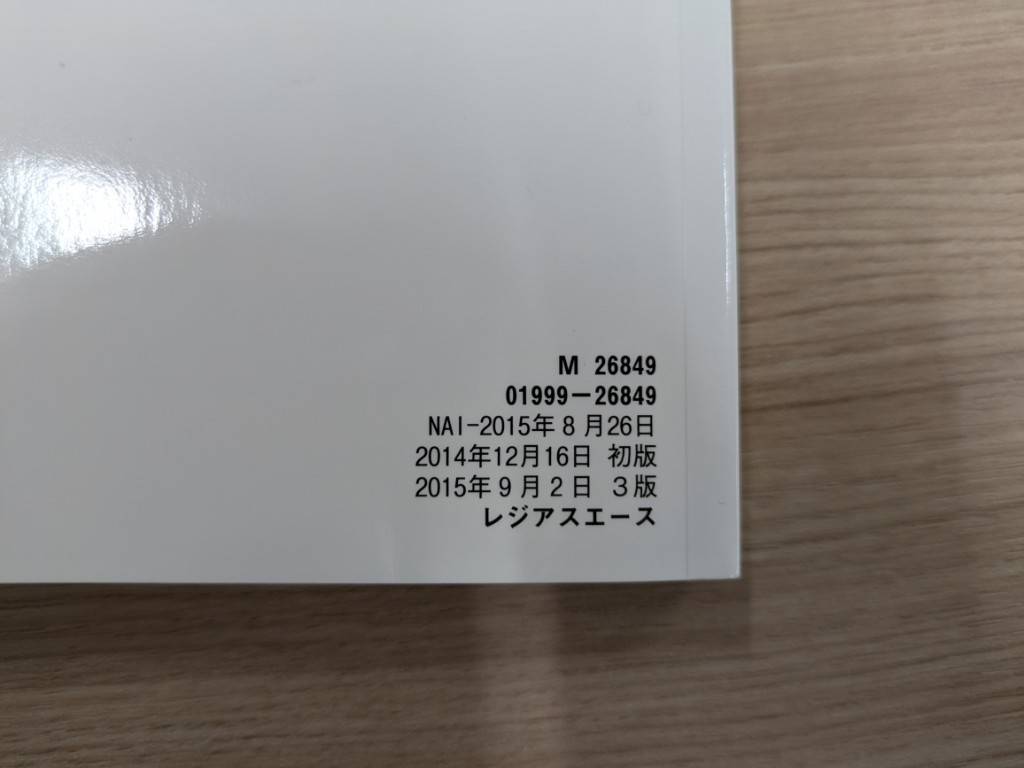 M 26849
01999-26849
NAI-2015年8月26日
2014年12月16日 初版
2015年9月2日 3版
レジアスエース